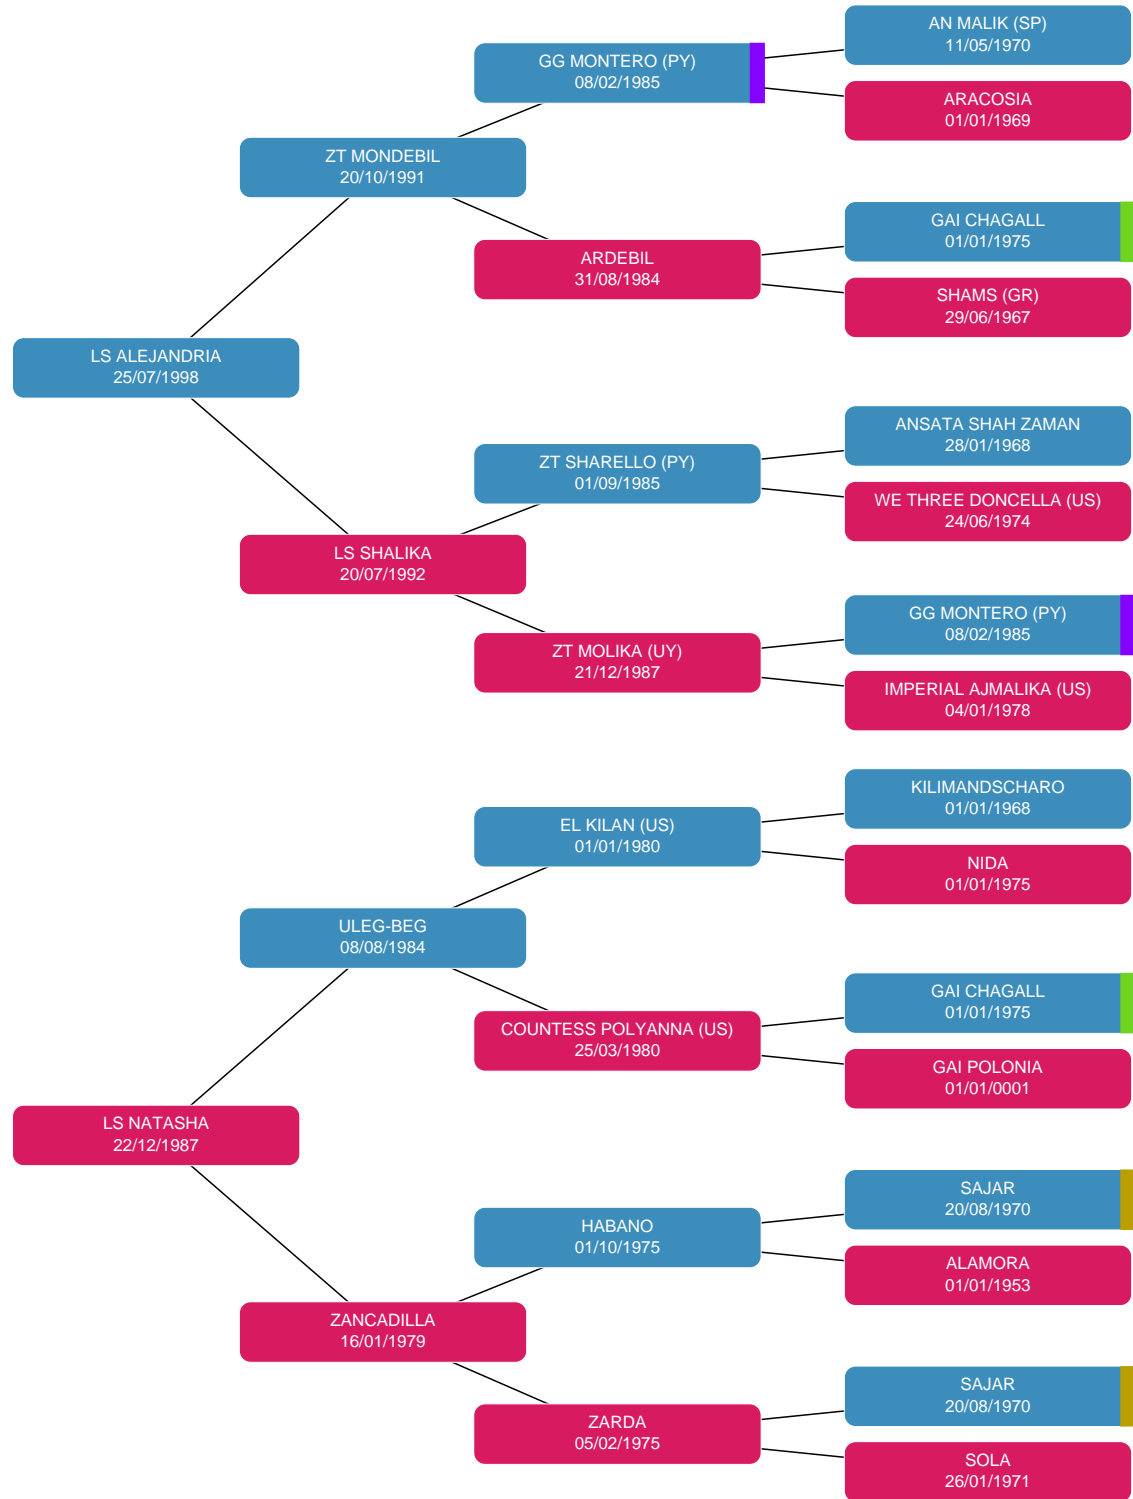 AN MALIK (SP)
11/05/1970
GG MONTERO (PY)
08/02/1985
ARACOSIA
01/01/1969
ZT MONDEBIL
20/10/1991
GAI CHAGALL
01/01/1975
ARDEBIL
31/08/1984
SHAMS (GR)
29/06/1967
LS ALEJANDRIA
25/07/1998
ANSATA SHAH ZAMAN
28/01/1968
ZT SHARELLO (PY)
01/09/1985
WE THREE DONCELLA (US)
24/06/1974
LS SHALIKA
20/07/1992
GG MONTERO (PY)
08/02/1985
ZT MOLIKA (UY)
21/12/1987
IMPERIAL AJMALIKA (US)
04/01/1978
KILIMANDSCHARO
01/01/1968
EL KILAN (US)
01/01/1980
NIDA
01/01/1975
ULEG-BEG
08/08/1984
GAI CHAGALL
01/01/1975
COUNTESS POLYANNA (US)
25/03/1980
GAI POLONIA
01/01/0001
LS NATASHA
22/12/1987
SAJAR
20/08/1970
HABANO
01/10/1975
ALAMORA
01/01/1953
ZANCADILLA
16/01/1979
SAJAR
20/08/1970
ZARDA
05/02/1975
SOLA
26/01/1971